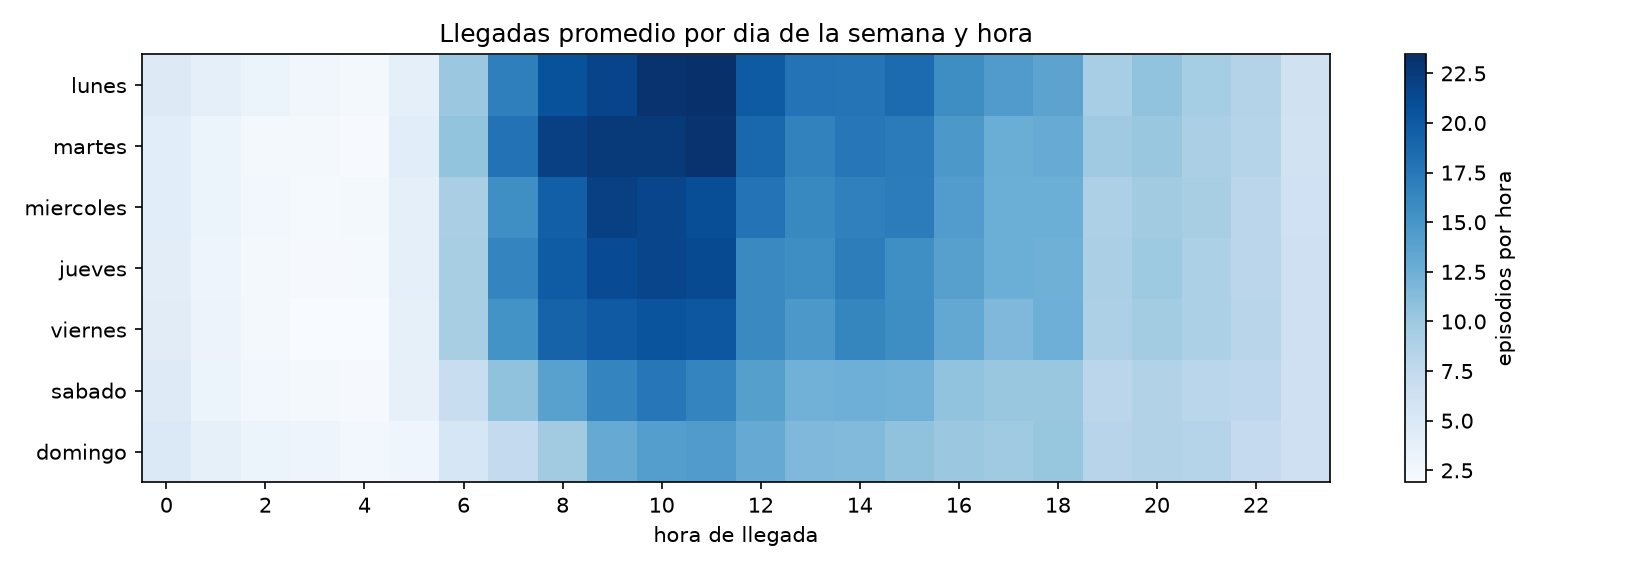 Llegadas promedio por dia de la semana y hora
lunes
martes
miercoles
jueves
viernes
sabado
domingo
0 2 4 6 8 10 12 14 16 18 20 22
hora de llegada
22.5
20.0
17.5
15.0
12.5
10.0
7.5
5.0
2.5
episodios por hora